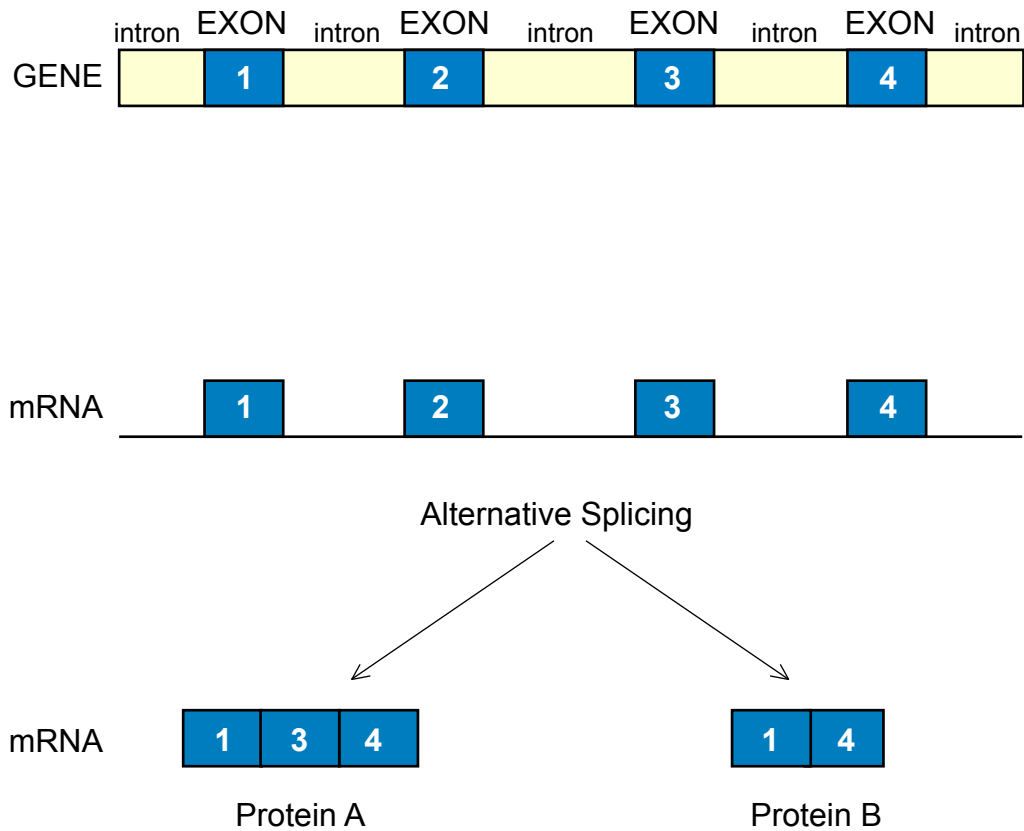 intron EXON intron EXON intron EXON intron EXON intron
GENE 1 2 3 4
mRNA 1 2 3 4
Alternative Splicing
mRNA 1 3 4 1 4
Protein A Protein B